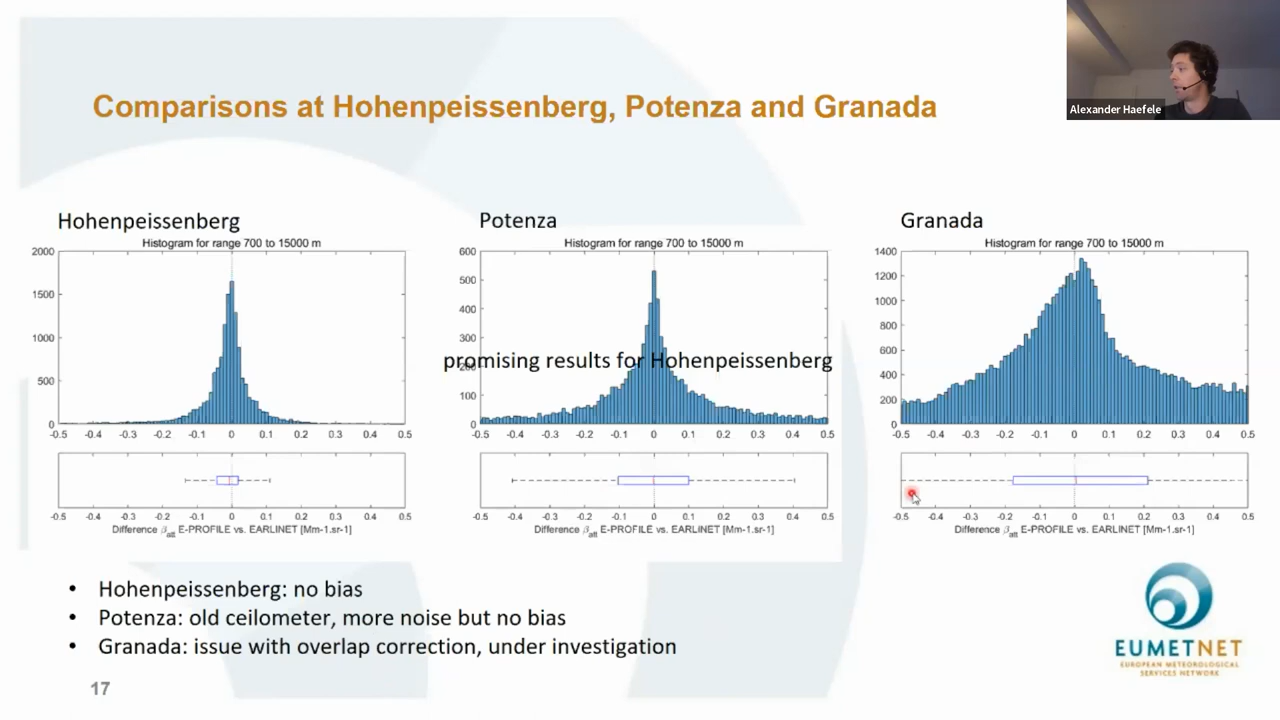 Alexander Haefele
Comparisons at Hohenpeissenberg, Potenza and Granada
Hohenpeissenberg
Histogram for range 700 to 15000 m
2000
1500
1000
500
0
-0.5 -0.4 -0.3 -0.2 -0.1 0 0.1 0.2 0.3 0.4 0.5
-0.5 -0.4 -0.3 -0.2 -0.1 0 0.1 0.2 0.3 0.4 0.5
Difference βatt E-PROFILE vs. EARLINET [Mm-1.sr-1]
Potenza
Histogram for range 700 to 15000 m
600
500
400
300
200
100
0
promising results for Hohenpeissenberg
-0.5 -0.4 -0.3 -0.2 -0.1 0 0.1 0.2 0.3 0.4 0.5
-0.5 -0.4 -0.3 -0.2 -0.1 0 0.1 0.2 0.3 0.4 0.5
Difference βatt E-PROFILE vs. EARLINET [Mm-1.sr-1]
Granada
Histogram for range 700 to 15000 m
1400
1200
1000
800
600
400
200
0
-0.5 -0.4 -0.3 -0.2 -0.1 0 0.1 0.2 0.3 0.4 0.5
-0.5 -0.4 -0.3 -0.2 -0.1 0 0.1 0.2 0.3 0.4 0.5
Difference βatt E-PROFILE vs. EARLINET [Mm-1.sr-1]
• Hohenpeissenberg: no bias
• Potenza: old ceilometer, more noise but no bias
• Granada: issue with overlap correction, under investigation
EUMETNET
EUROPEAN METEOROLOGICAL
SERVICES NETWORK
17